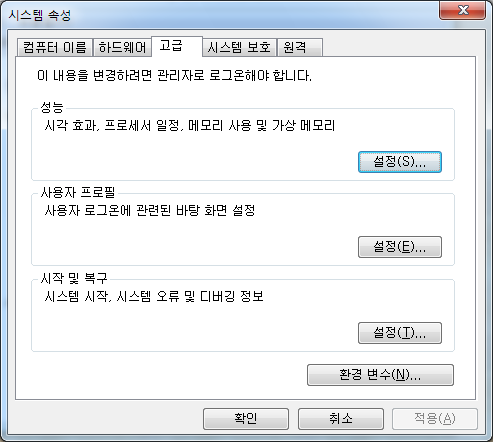 시스템 속성
컴퓨터 이름 하드웨어 고급 시스템 보호 원격
이 내용을 변경하려면 관리자로 로그온해야 합니다.
성능
시각 효과, 프로세서 일정, 메모리 사용 및 가상 메모리
설정(S)...
사용자 프로필
사용자 로그온에 관련된 바탕 화면 설정
설정(E)...
시작 및 복구
시스템 시작, 시스템 오류 및 디버깅 정보
설정(T)...
환경 변수(N)...
확인 취소 적용(A)